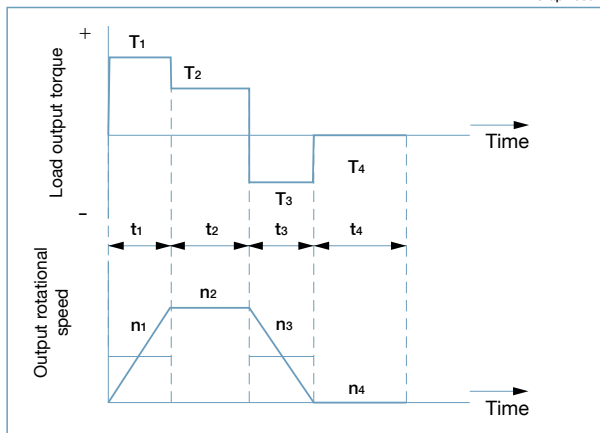 +
T1
T2
Load output torque
Time
T4
T3
-
t1 t2 t3 t4
Output rotational
speed
n2
n1
n3
n4
Time